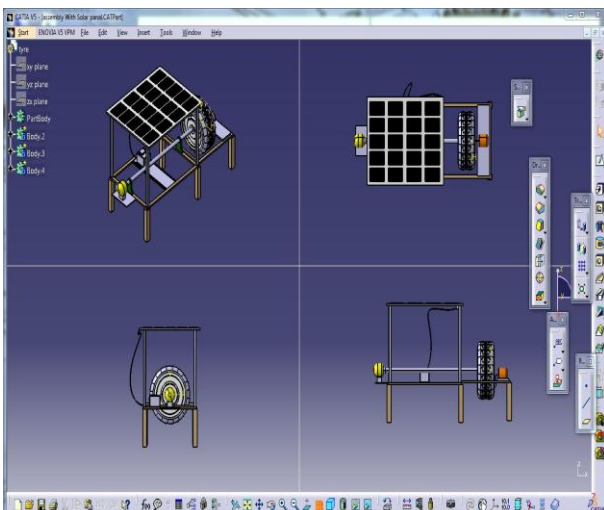 CATIA V5 - [assembly With Solar panel.CATPart]
Start ENOVIA V5 VPM File Edit View Insert Tools Window Help
tyre
xy plane
yz plane
zx plane
PartBody
Body.2
Body.3
Body.4